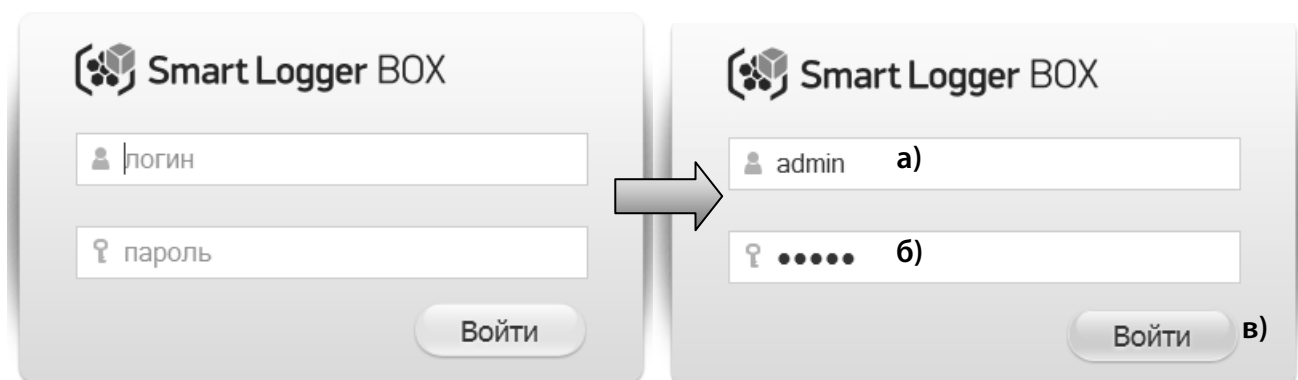 Smart Logger BOX
логин
пароль
Войти
Smart Logger BOX
admin а)
••••• б)
Войти в)